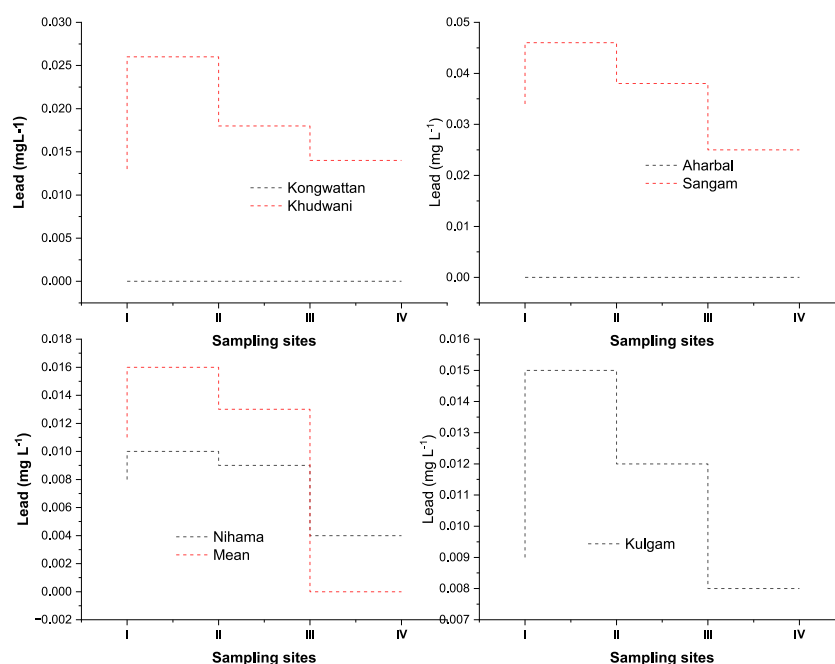 0.030
0.025
0.020
0.015
0.010
0.005
0.000
Lead (mgL-1)
Kongwattan
Khudwani
I II III IV
Sampling sites
0.05
0.04
0.03
0.02
0.01
0.00
Lead (mg L-1)
Aharbal
Sangam
I II III IV
Sampling sites
0.018
0.016
0.014
0.012
0.010
0.008
0.006
0.004
0.002
0.000
−0.002
Lead (mg L-1)
Nihama
Mean
I II III IV
Sampling sites
0.016
0.015
0.014
0.013
0.012
0.011
0.010
0.009
0.008
0.007
Lead (mg L-1)
Kulgam
I II III IV
Sampling sites